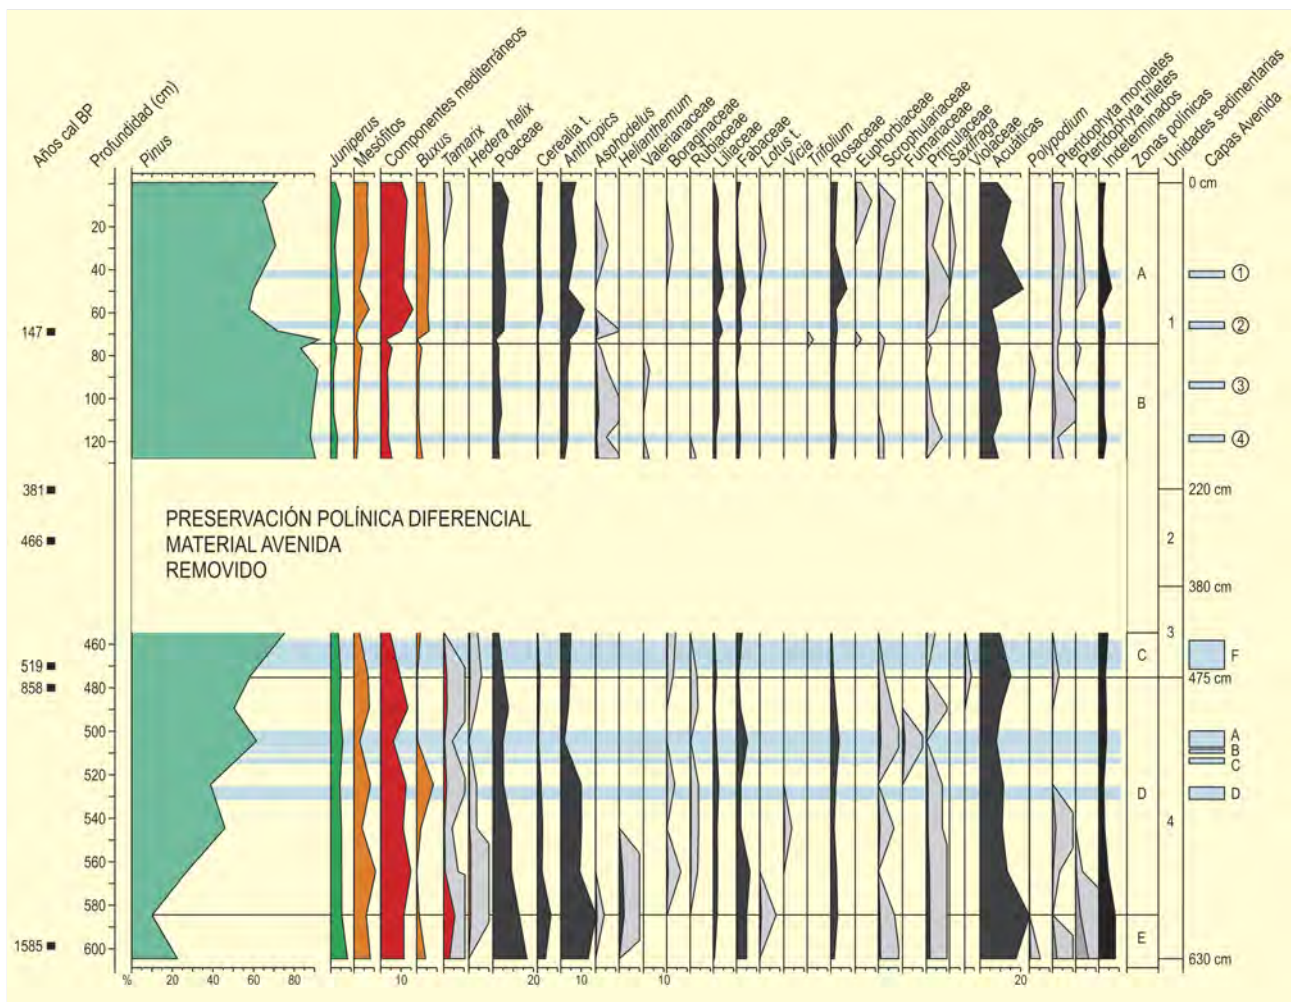 Años cal BP
Profundidad (cm)
Pinus
Juniperus
Mesófitos
Componentes mediterráneos
Buxus
Tamarix
Hedera helix
Poaceae
Cerealia t.
Anthropics
Asphodelus
Helianthemum
Valerianaceae
Boraginaceae
Rubiaceae
Liliaceae
Fabaceae
Lotus t.
Vicia
Trifolium
Rosaceae
Euphorbiaceae
Scrophulariaceae
Fumariaceae
Primulaceae
Saxifraga
Violaceae
Acuáticas
Polypodium
Pteridophyta monoletes
Pteridophyta triletes
Indeterminados
Zonas polínicas
Unidades sedimentarias
Capas Avenida
0 cm
20
40
A
1
60
147
1
2
80
100
B
3
120
4
381
220 cm
PRESERVACIÓN POLÍNICA DIFERENCIAL
MATERIAL AVENIDA
REMOVIDO
466
2
380 cm
3
460
519
C
F
858
480
475 cm
500
A
B
C
520
D
D
540
4
560
580
1585
600
E
630 cm
% 20 40 60 80 10 20 10 10 20